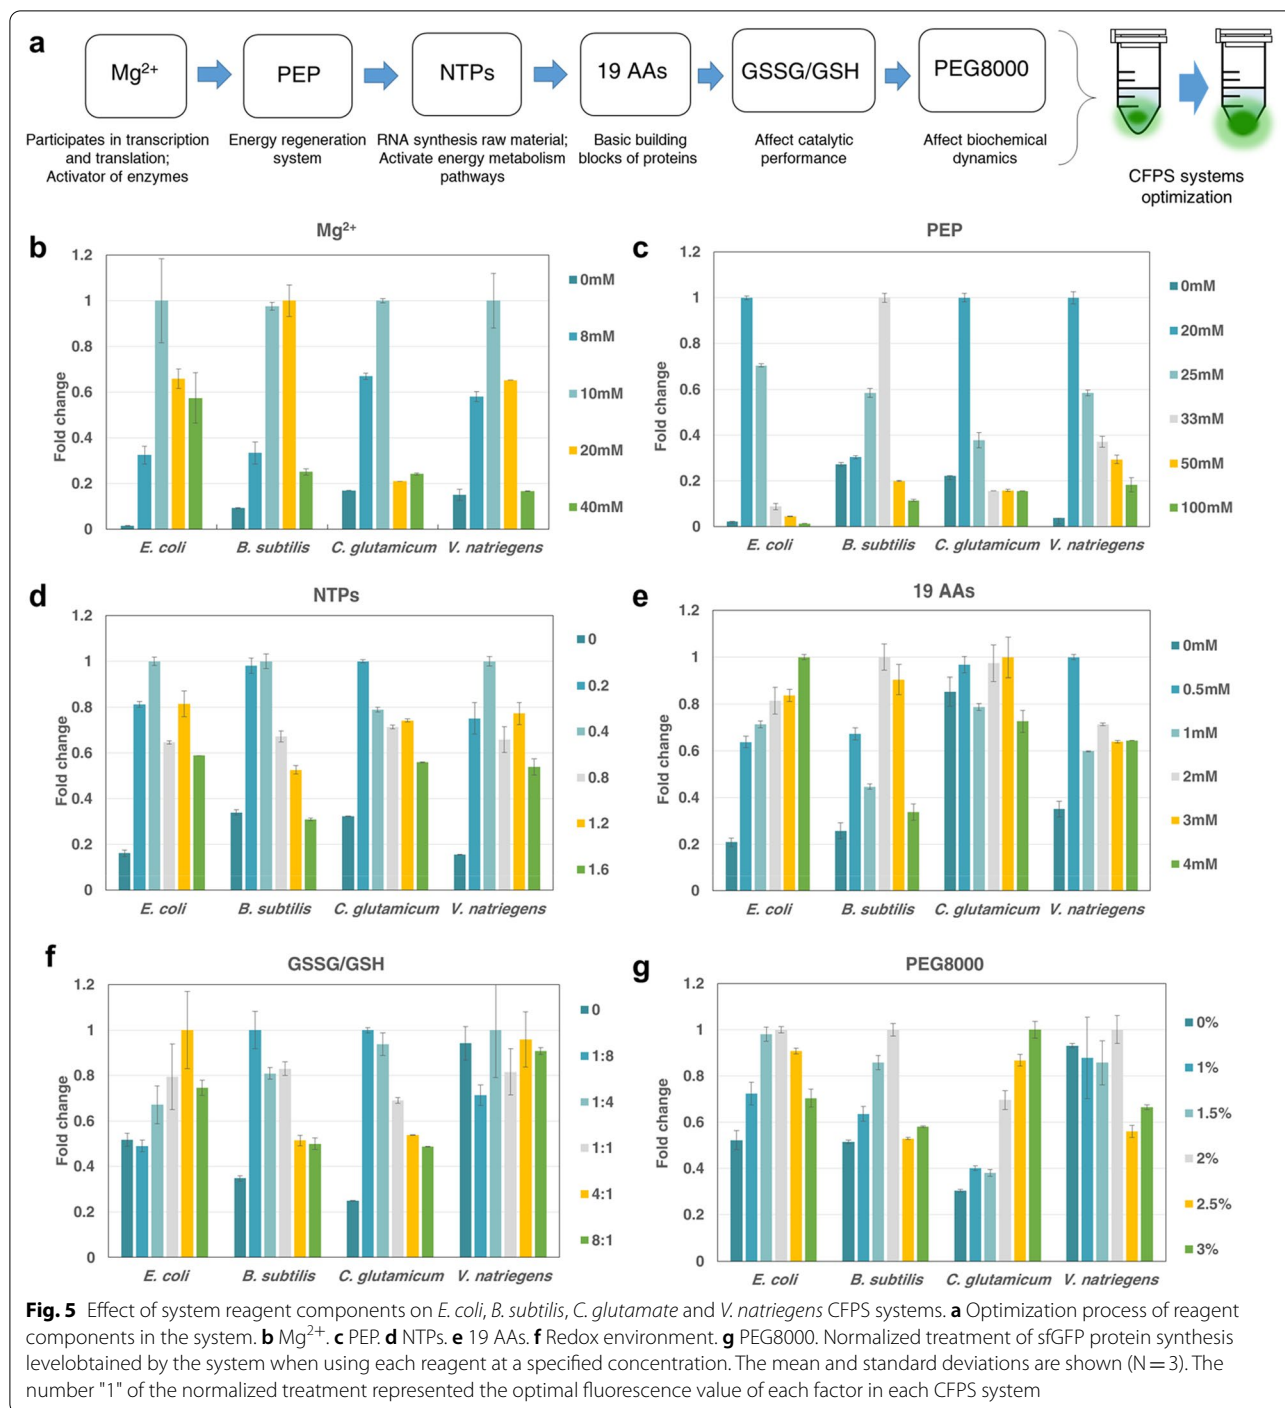 a
Mg2+
PEP
NTPs
19 AAs
GSSG/GSH
PEG8000
Participates in transcription
and translation;
Activator of enzymes
Energy regeneration
system
RNA synthesis raw material;
Activate energy metabolism
pathways
Basic building
blocks of proteins
Affect catalytic
performance
Affect biochemical
dynamics
CFPS systems
optimization
b
Mg2+
Fold change
1.2
1
0.8
0.6
0.4
0.2
0
E. coli
B. subtilis
C. glutamicum
V. natriegens
0mM
8mM
10mM
20mM
40mM
c
PEP
Fold change
1.2
1
0.8
0.6
0.4
0.2
0
E. coli
B. subtilis
C. glutamicum
V. natriegens
0mM
20mM
25mM
33mM
50mM
100mM
d
NTPs
Fold change
1.2
1
0.8
0.6
0.4
0.2
0
E. coli
B. subtilis
C. glutamicum
V. natriegens
0
0.2
0.4
0.8
1.2
1.6
e
19 AAs
Fold change
1.2
1
0.8
0.6
0.4
0.2
0
E. coli
B. subtilis
C. glutamicum
V. natriegens
0mM
0.5mM
1mM
2mM
3mM
4mM
f
GSSG/GSH
Fold change
1.2
1
0.8
0.6
0.4
0.2
0
E. coli
B. subtilis
C. glutamicum
V. natriegens
0
1:8
1:4
1:1
4:1
8:1
g
PEG8000
Fold change
1.2
1
0.8
0.6
0.4
0.2
0
E. coli
B. subtilis
C. glutamicum
V. natriegens
0%
1%
1.5%
2%
2.5%
3%
Fig. 5 Effect of system reagent components on E. coli, B. subtilis, C. glutamate and V. natriegens CFPS systems. a Optimization process of reagent
components in the system. b Mg2+. c PEP. d NTPs. e 19 AAs. f Redox environment. g PEG8000. Normalized treatment of sfGFP protein synthesis
levelobtained by the system when using each reagent at a specified concentration. The mean and standard deviations are shown (N = 3). The
number "1" of the normalized treatment represented the optimal fluorescence value of each factor in each CFPS system